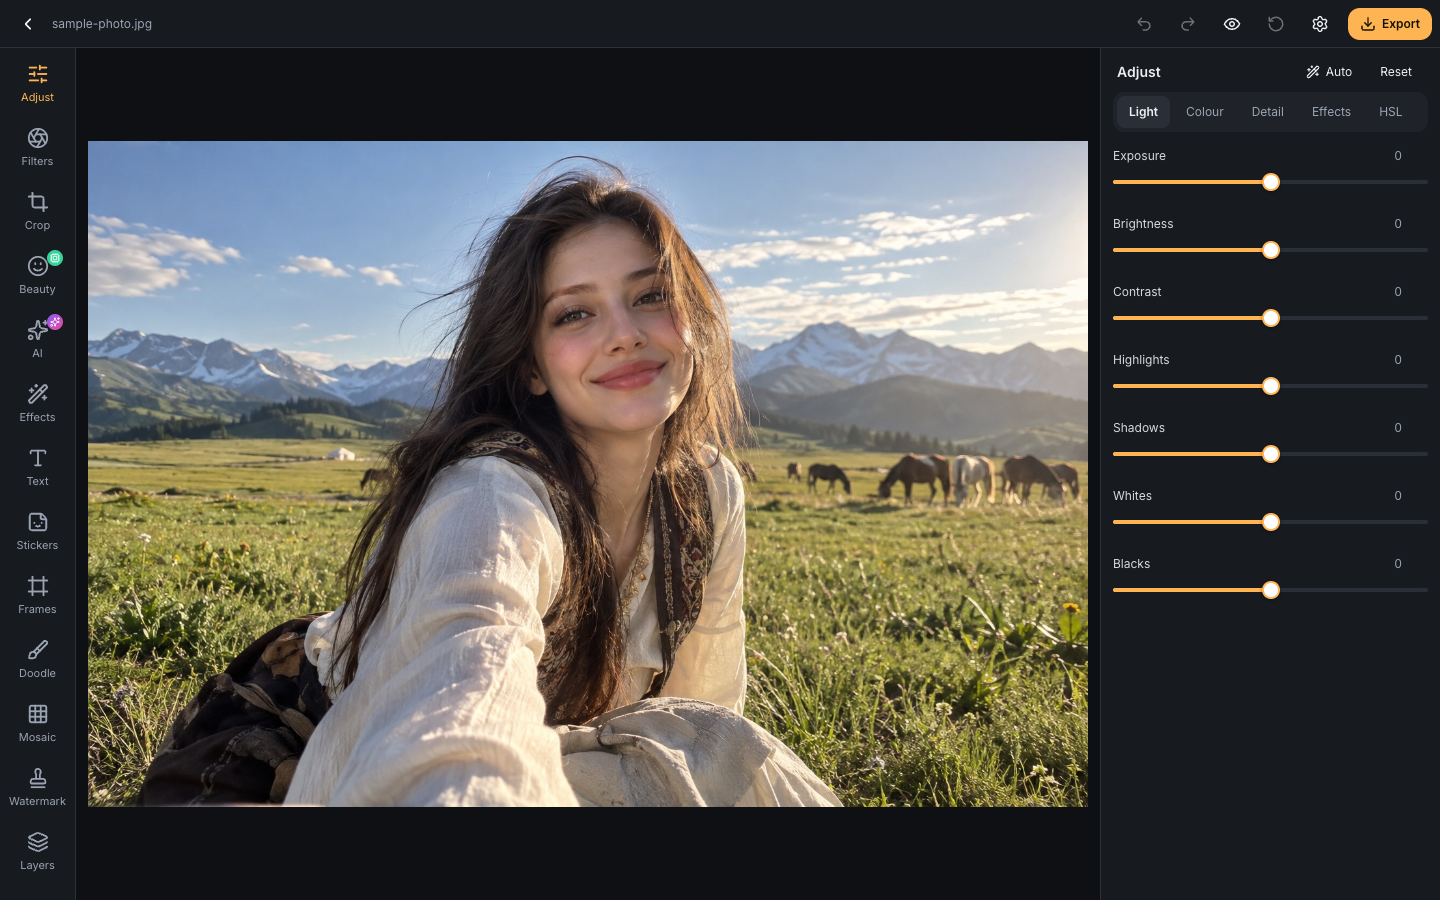 sample-photo.jpg
Export
Adjust
Filters
Crop
Beauty
AI
Effects
Text
Stickers
Frames
Doodle
Mosaic
Watermark
Layers
Adjust Auto Reset
Light Colour Detail Effects HSL
Exposure 0
Brightness 0
Contrast 0
Highlights 0
Shadows 0
Whites 0
Blacks 0